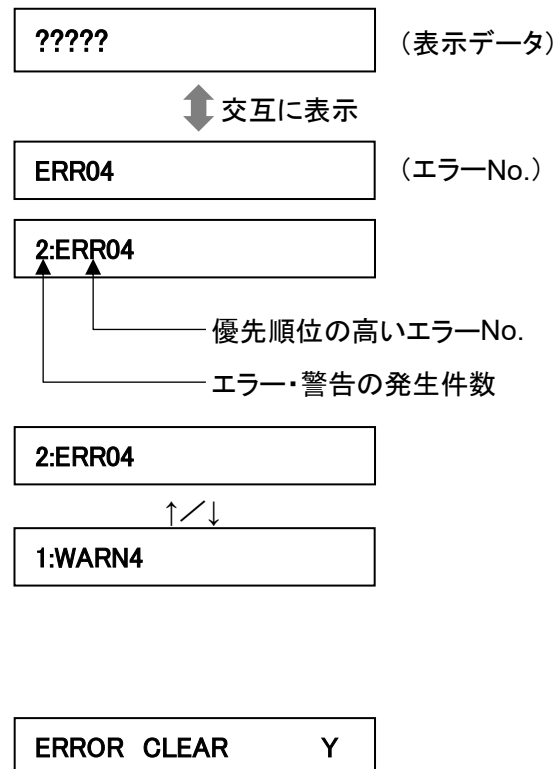 ????? （表示データ）
交互に表示
ERR04 （エラーNo.）
2:ERR04
優先順位の高いエラーNo.
エラー・警告の発生件数
2:ERR04
↑／↓
1:WARN4
ERROR CLEAR Y